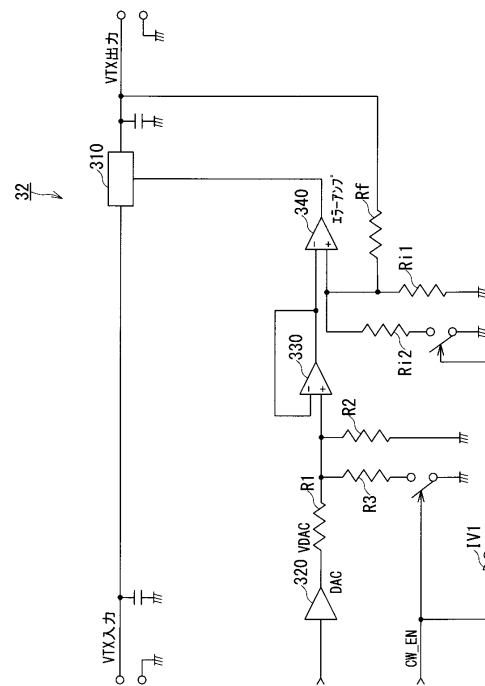 32
VTX入力
310
VTX出力
340
エラーアンプ
Rf
330
Ri1
Ri2
R2
R1
R3
VDAC
320
DAC
CW_EN
IV1